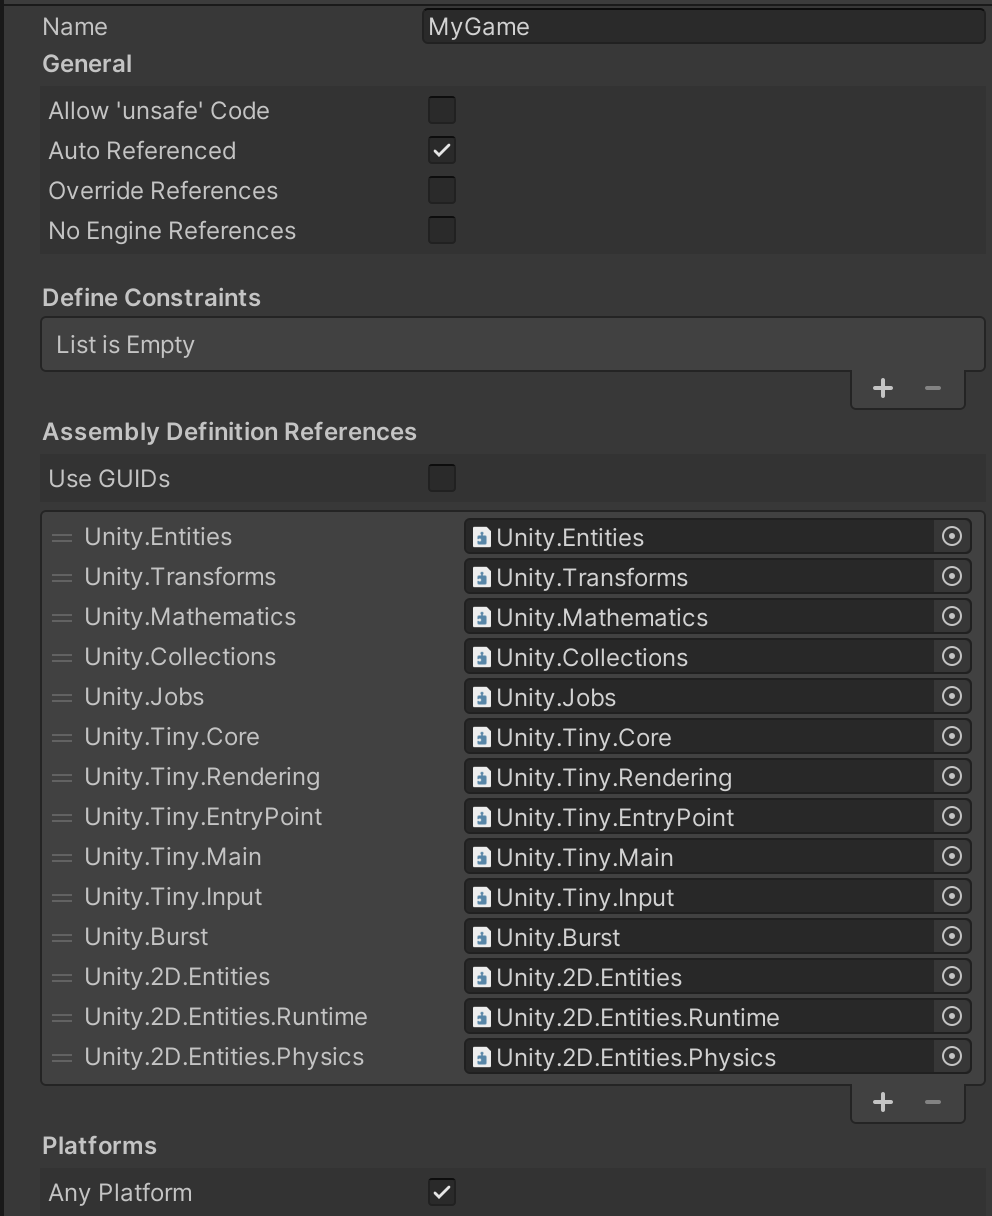 Name MyGame
General
Allow 'unsafe' Code
Auto Referenced
Override References
No Engine References
Define Constraints
List is Empty
Assembly Definition References
Use GUIDs
Unity.Entities Unity.Entities
Unity.Transforms Unity.Transforms
Unity.Mathematics Unity.Mathematics
Unity.Collections Unity.Collections
Unity.Jobs Unity.Jobs
Unity.Tiny.Core Unity.Tiny.Core
Unity.Tiny.Rendering Unity.Tiny.Rendering
Unity.Tiny.EntryPoint Unity.Tiny.EntryPoint
Unity.Tiny.Main Unity.Tiny.Main
Unity.Tiny.Input Unity.Tiny.Input
Unity.Burst Unity.Burst
Unity.2D.Entities Unity.2D.Entities
Unity.2D.Entities.Runtime Unity.2D.Entities.Runtime
Unity.2D.Entities.Physics Unity.2D.Entities.Physics
Platforms
Any Platform